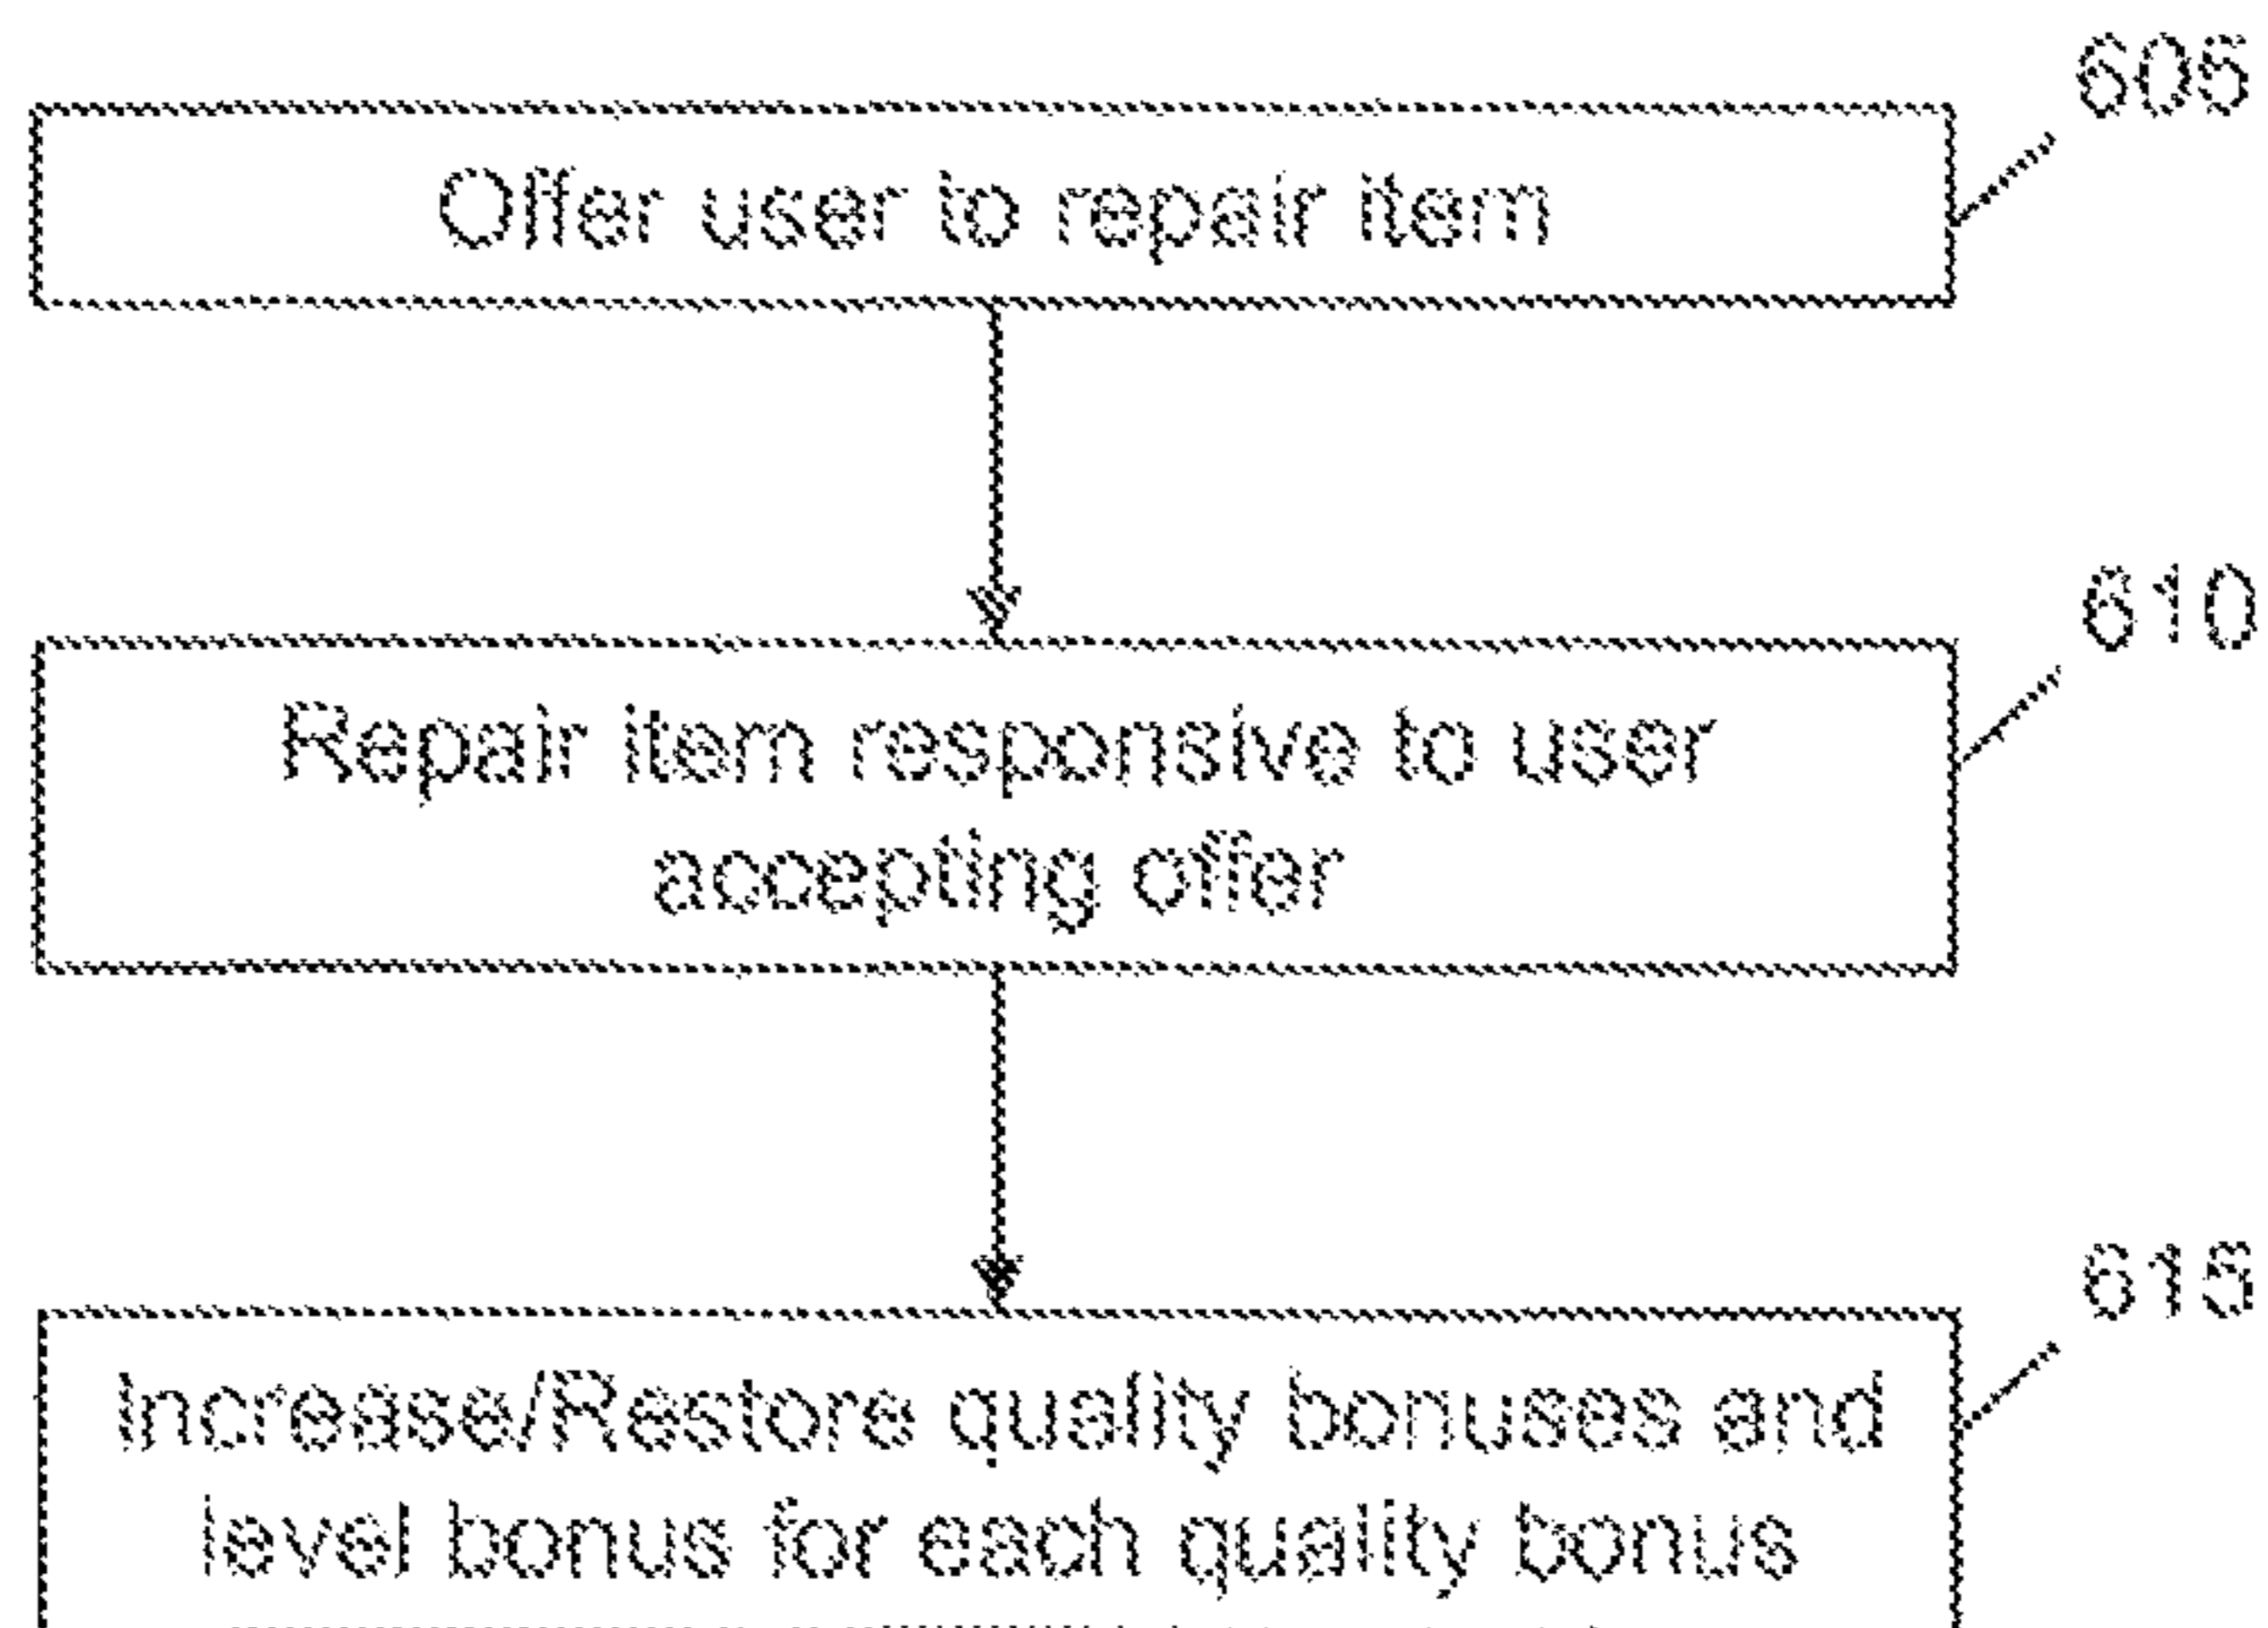 605
Offer user to repair item
610
Repair item responsive to user
accepting offer
615
Increase/Restore quality bonuses and
level bonus for each quality bonus